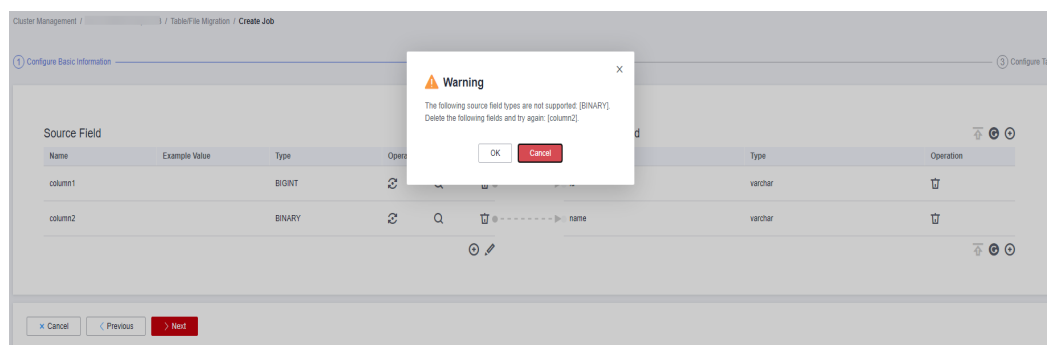 Cluster Management / / Table/File Migration / Create Job
1 Configure Basic Information
3 Configure Ta
X
Warning
The following source field types are not supported: [BINARY].
Delete the following fields and try again: [column2].
OK Cancel
Source Field d
Name Example Value Type Opera Type Operation
column1 BIGINT varchar
column2 BINARY name varchar
× Cancel < Previous > Next